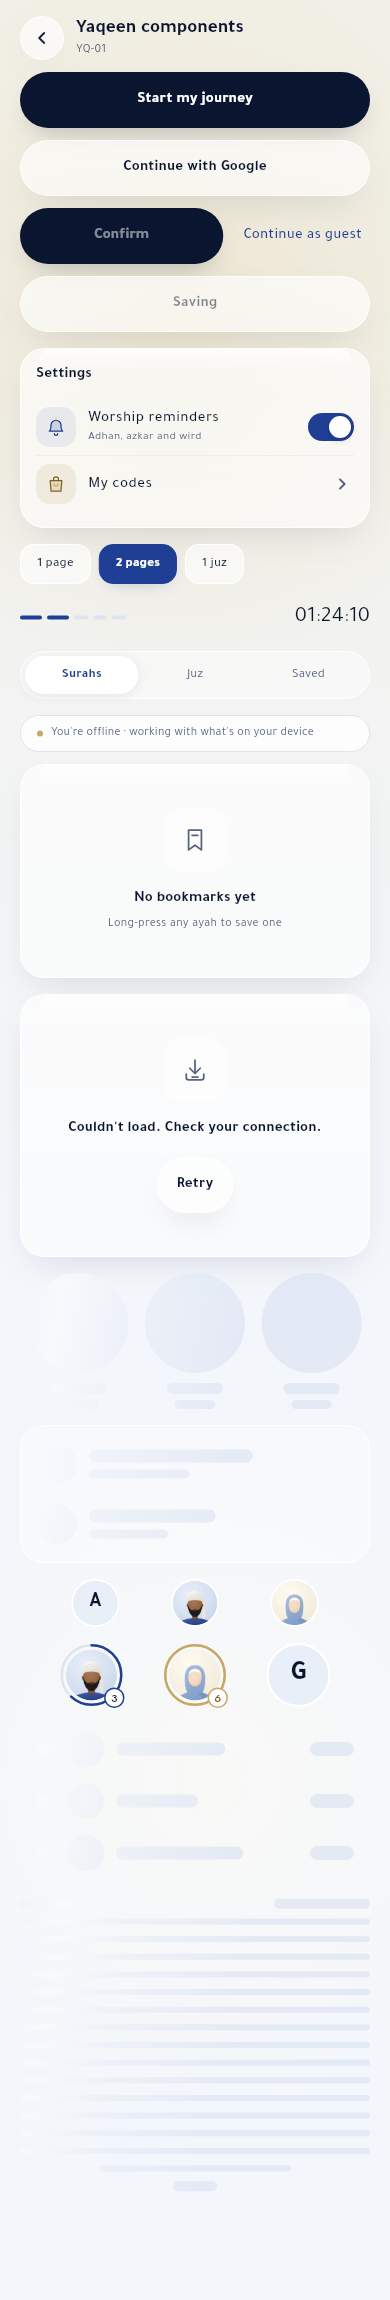 Yaqeen components
YQ-01
Start my journey
Continue with Google
Confirm
Continue as guest
Saving
Settings
Worship reminders
Adhan, azkar and wird
My codes
1 page
2 pages
1 juz
01:24:10
Surahs
Juz
Saved
You're offline · working with what's on your device
No bookmarks yet
Long-press any ayah to save one
Couldn't load. Check your connection.
Retry
A
3
6
G